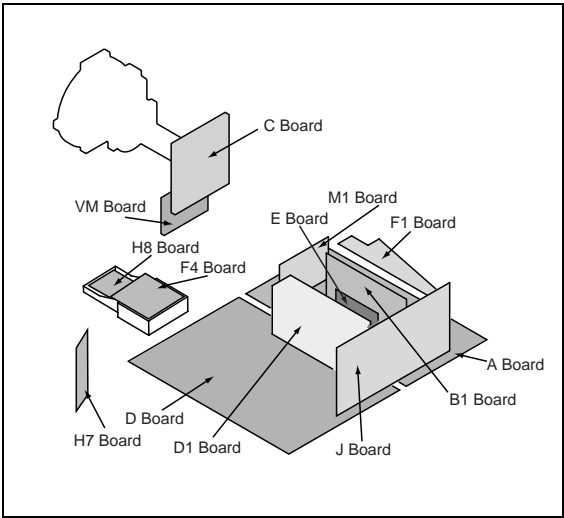 C Board
M1 Board
VM Board
E Board
F1 Board
H8 Board
F4 Board
A Board
B1 Board
D Board
H7 Board
D1 Board
J Board